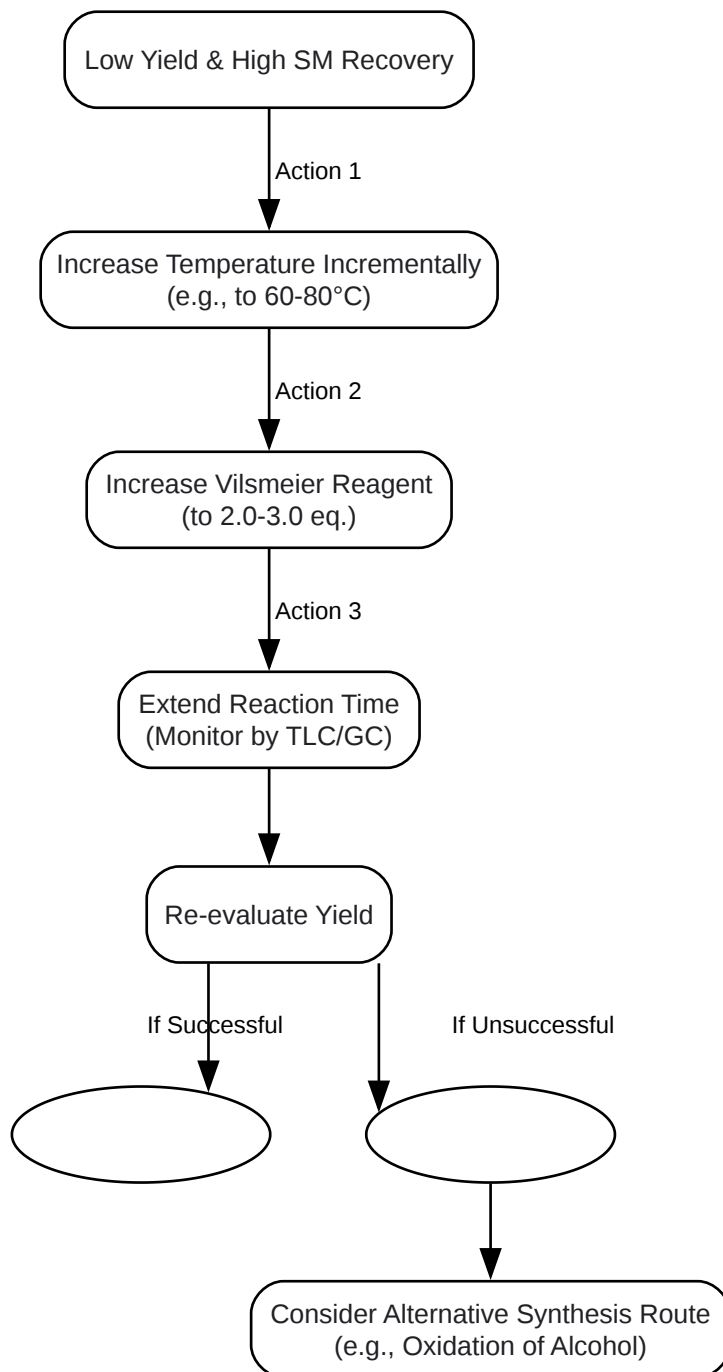 Low Yield & High SM Recovery
Action 1
Increase Temperature Incrementally
(e.g., to 60-80°C)
Action 2
Increase Vilsmeier Reagent
(to 2.0-3.0 eq.)
Action 3
Extend Reaction Time
(Monitor by TLC/GC)
Re-evaluate Yield
If Successful
If Unsuccessful
Consider Alternative Synthesis Route
(e.g., Oxidation of Alcohol)